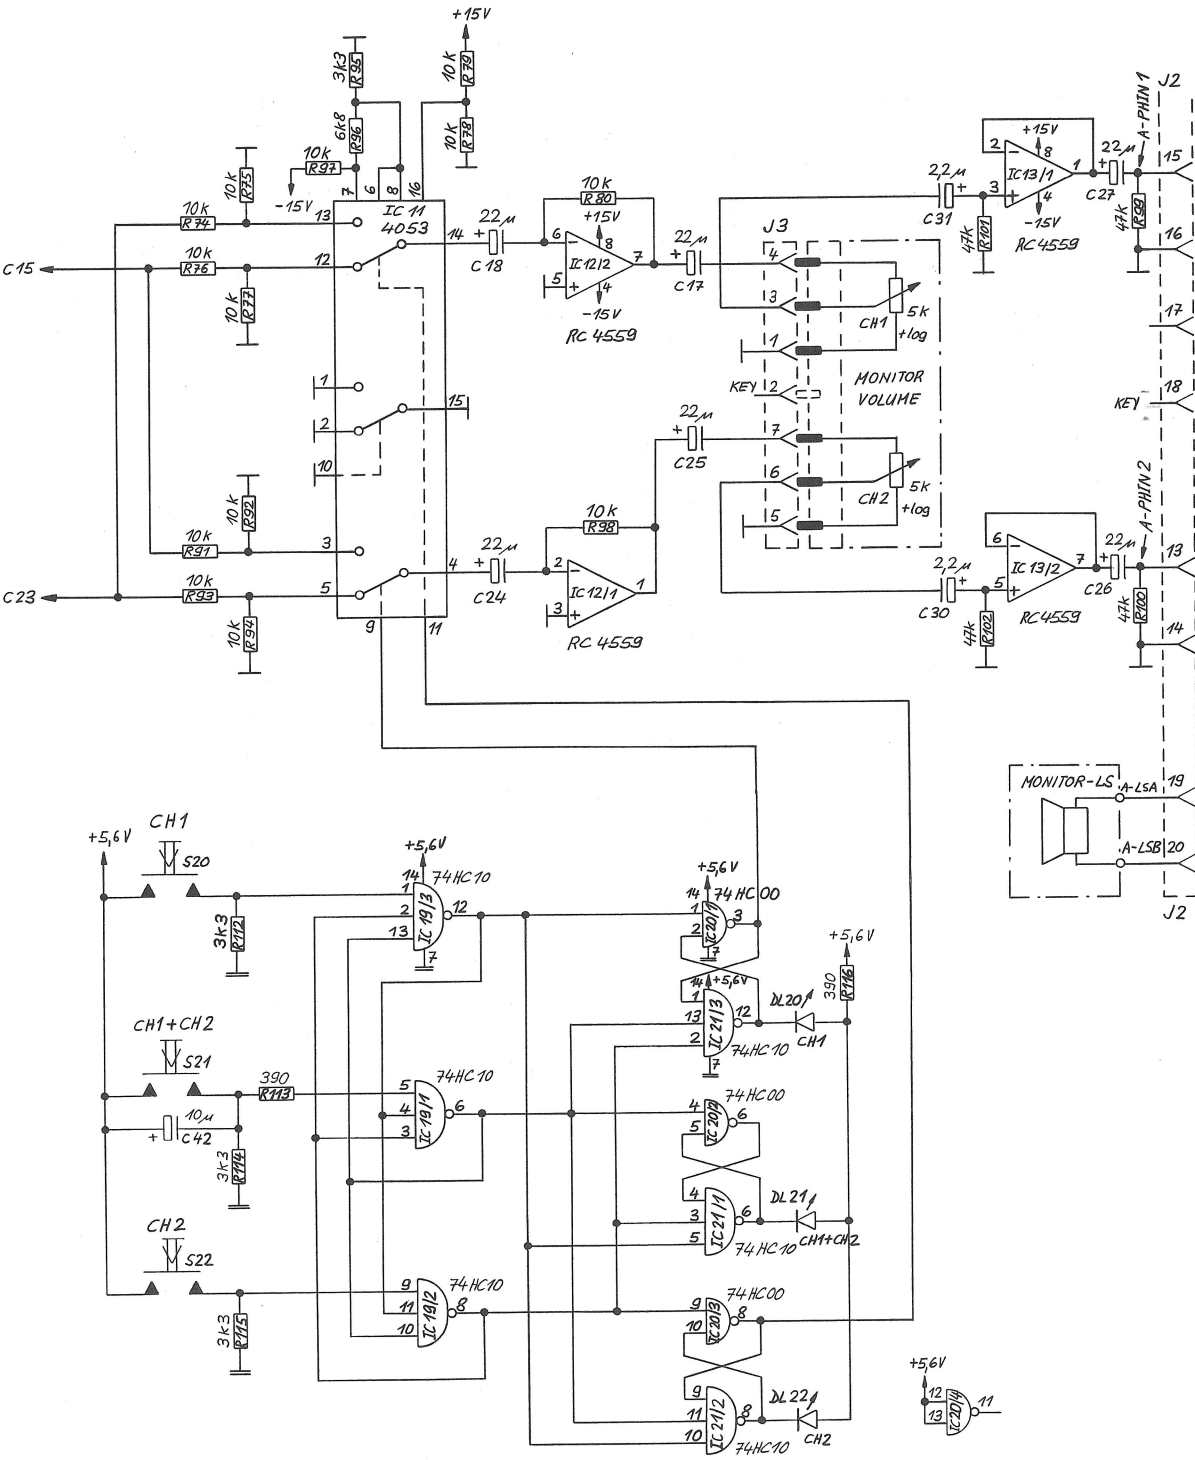 +15V
3k3
R95
10k
R79
6k8
R96
10k
R78
10k
R97
-15V
7
6
8
16
IC 11
4053
10k
R75
10k
R74
13
C15
10k
R76
12
10k
R77
14
22µ
+
C18
10k
R80
+15V
6
−
8
IC12/2
7
5
+
4
-15V
RC 4559
22µ
+
C17
J3
4
3
1
KEY
2
7
6
5
CH1
5k
+log
MONITOR
VOLUME
CH2
5k
+log
2,2µ
+
C31
47k
R101
+15V
2
−
8
IC13/1
1
3
+
4
-15V
RC 4559
22µ
+
C27
A-PHIN 1
47k
R99
J2
15
16
17
18
KEY
1
2
10
15
10k
R92
10k
R91
3
C23
10k
R93
5
10k
R94
9
11
4
22µ
+
C24
10k
R98
2
−
IC12/1
1
3
+
RC 4559
22µ
+
C25
2,2µ
+
C30
47k
R102
6
−
IC 13/2
7
5
+
RC4559
22µ
+
C26
A-PHIN 2
47k
R100
13
14
MONITOR-LS
A-LSA
19
A-LSB
20
J2
+5,6V
CH1
S20
3k3
R112
+5,6V
14
74HC10
1
2
13
IC 19/3
12
7
+5,6V
14
74HC00
1
2
IC20/1
3
7
14
+5,6V
1
13
2
IC21/3
12
74HC10
7
DL20
CH1
+5,6V
390
R116
CH1+CH2
S21
390
R113
10µ
+
C42
3k3
R114
74HC10
5
4
3
IC19/1
6
74HC00
4
5
IC20/2
6
4
3
5
IC21/1
6
74HC10
DL21
CH1+CH2
CH2
S22
3k3
R115
74HC10
9
11
10
IC19/2
8
74HC00
9
10
IC20/3
8
9
11
10
IC21/2
8
74HC10
DL22
CH2
+5,6V
12
13
IC20/4
11